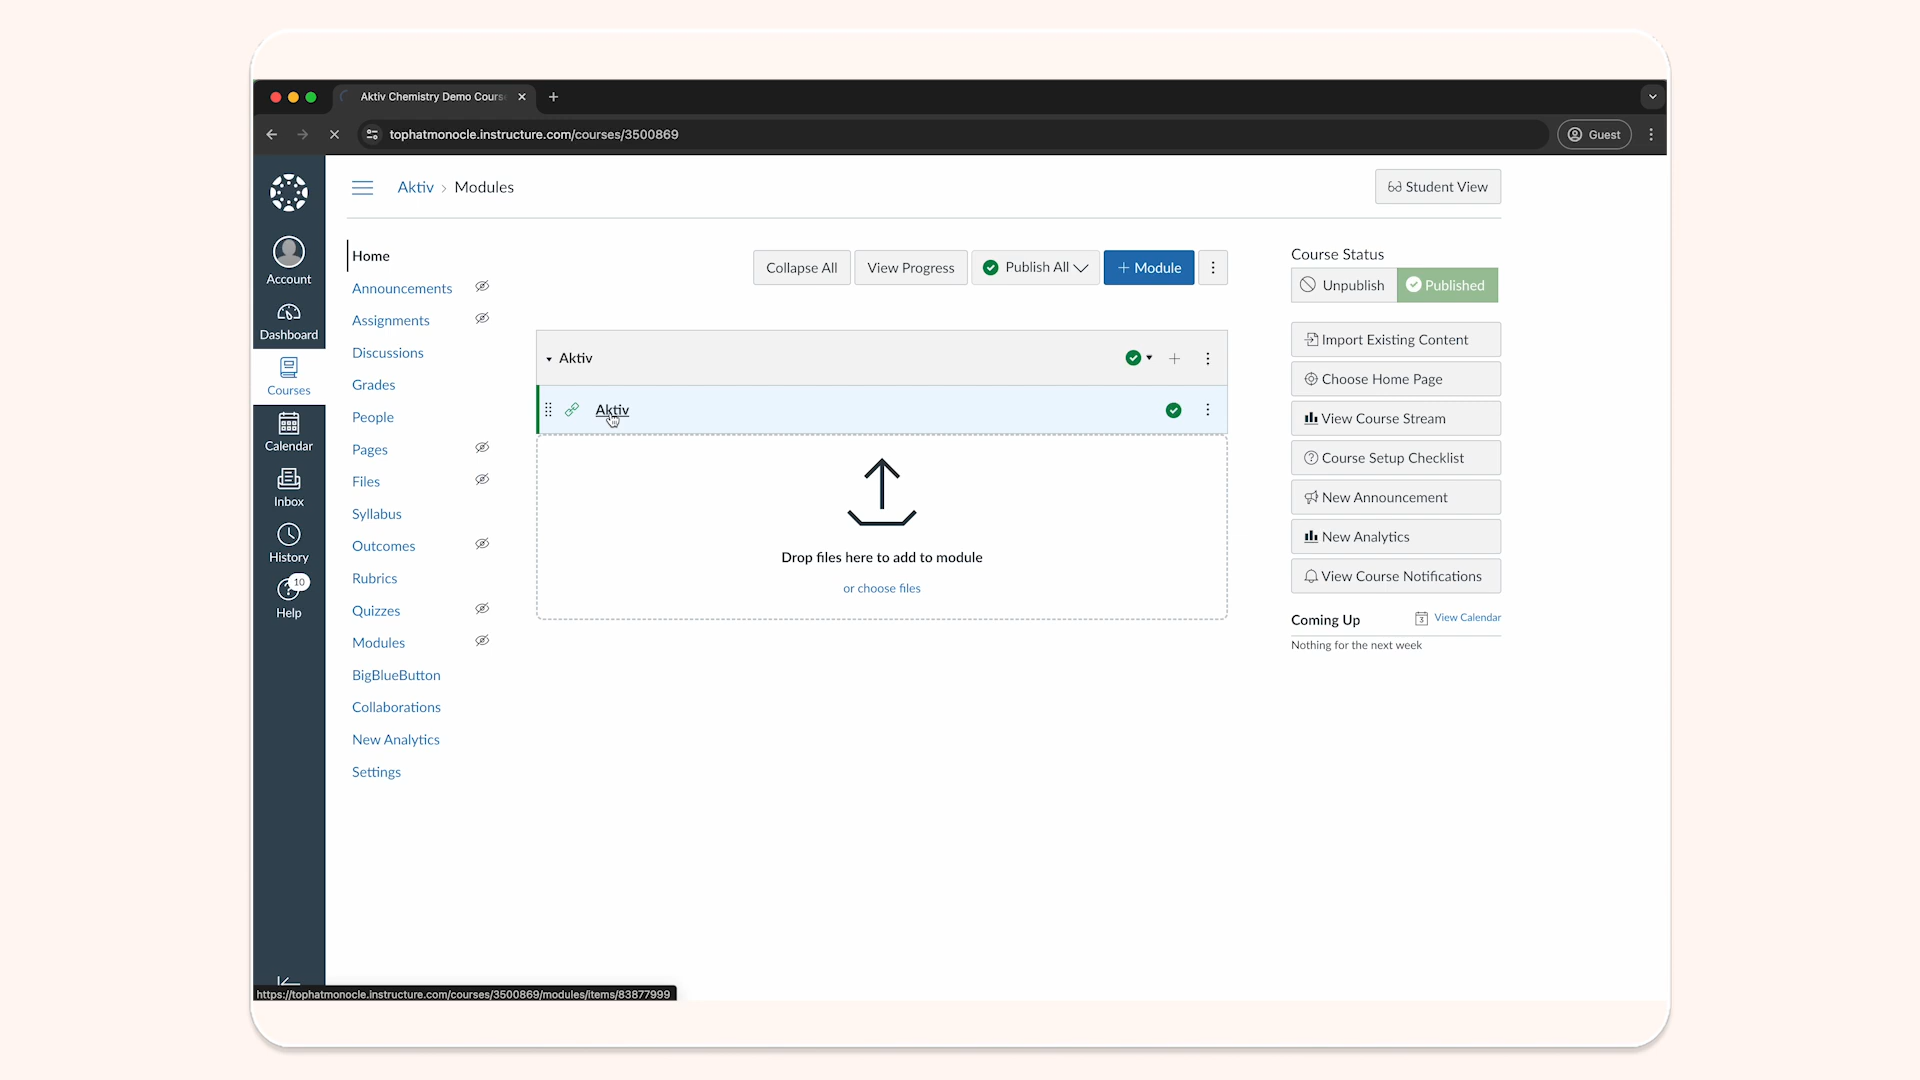 Aktiv Chemistry Demo Cours
tophatmonocle.instructure.com/courses/3500869
Guest
Aktiv › Modules
Student View
Account
Dashboard
Courses
Calendar
Inbox
History
10
Help
Home
Announcements
Assignments
Discussions
Grades
People
Pages
Files
Syllabus
Outcomes
Rubrics
Quizzes
Modules
BigBlueButton
Collaborations
New Analytics
Settings
Collapse All
View Progress
Publish All
+ Module
Aktiv
Aktiv
Drop files here to add to module
or choose files
Course Status
Unpublish
Published
Import Existing Content
Choose Home Page
View Course Stream
Course Setup Checklist
New Announcement
New Analytics
View Course Notifications
Coming Up
3 View Calendar
Nothing for the next week
https://tophatmonocle.instructure.com/courses/3500869/modules/items/83877999